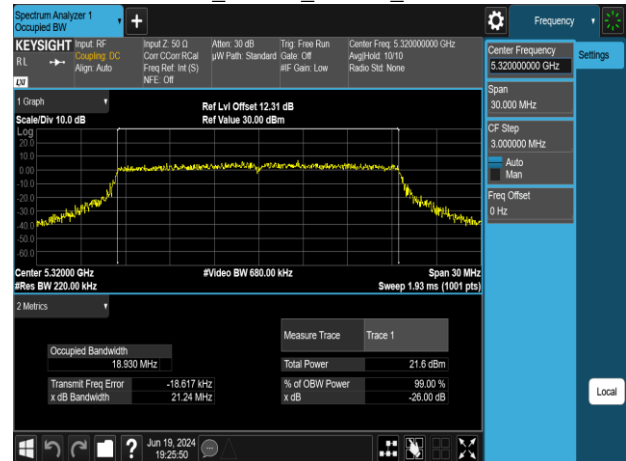 Spectrum Analyzer 1
Occupied BW
Frequency
KEYSIGHT
RL
LXI
Input: RF
Coupling: DC
Align: Auto
Input Z: 50 Ω
Corr CCorr RCal
Freq Ref: Int (S)
NFE: Off
Atten: 30 dB
µW Path: Standard
Trig: Free Run
Gate: Off
#IF Gain: Low
Center Freq: 5.320000000 GHz
Avg|Hold: 10/10
Radio Std: None
Center Frequency
5.320000000 GHz
Settings
Span
30.000 MHz
CF Step
3.000000 MHz
Auto
Man
Freq Offset
0 Hz
Local
1 Graph
Scale/Div 10.0 dB
Ref Lvl Offset 12.31 dB
Ref Value 30.00 dBm
Log
20.0
10.0
0.00
-10.0
-20.0
-30.0
-40.0
-50.0
-60.0
Center 5.32000 GHz
#Video BW 680.00 kHz
Span 30 MHz
#Res BW 220.00 kHz
Sweep 1.93 ms (1001 pts)
2 Metrics
Measure Trace Trace 1
Occupied Bandwidth
18.930 MHz
Total Power 21.6 dBm
Transmit Freq Error -18.617 kHz
% of OBW Power 99.00 %
x dB Bandwidth 21.24 MHz
x dB -26.00 dB
?
Jun 19, 2024
19:25:50